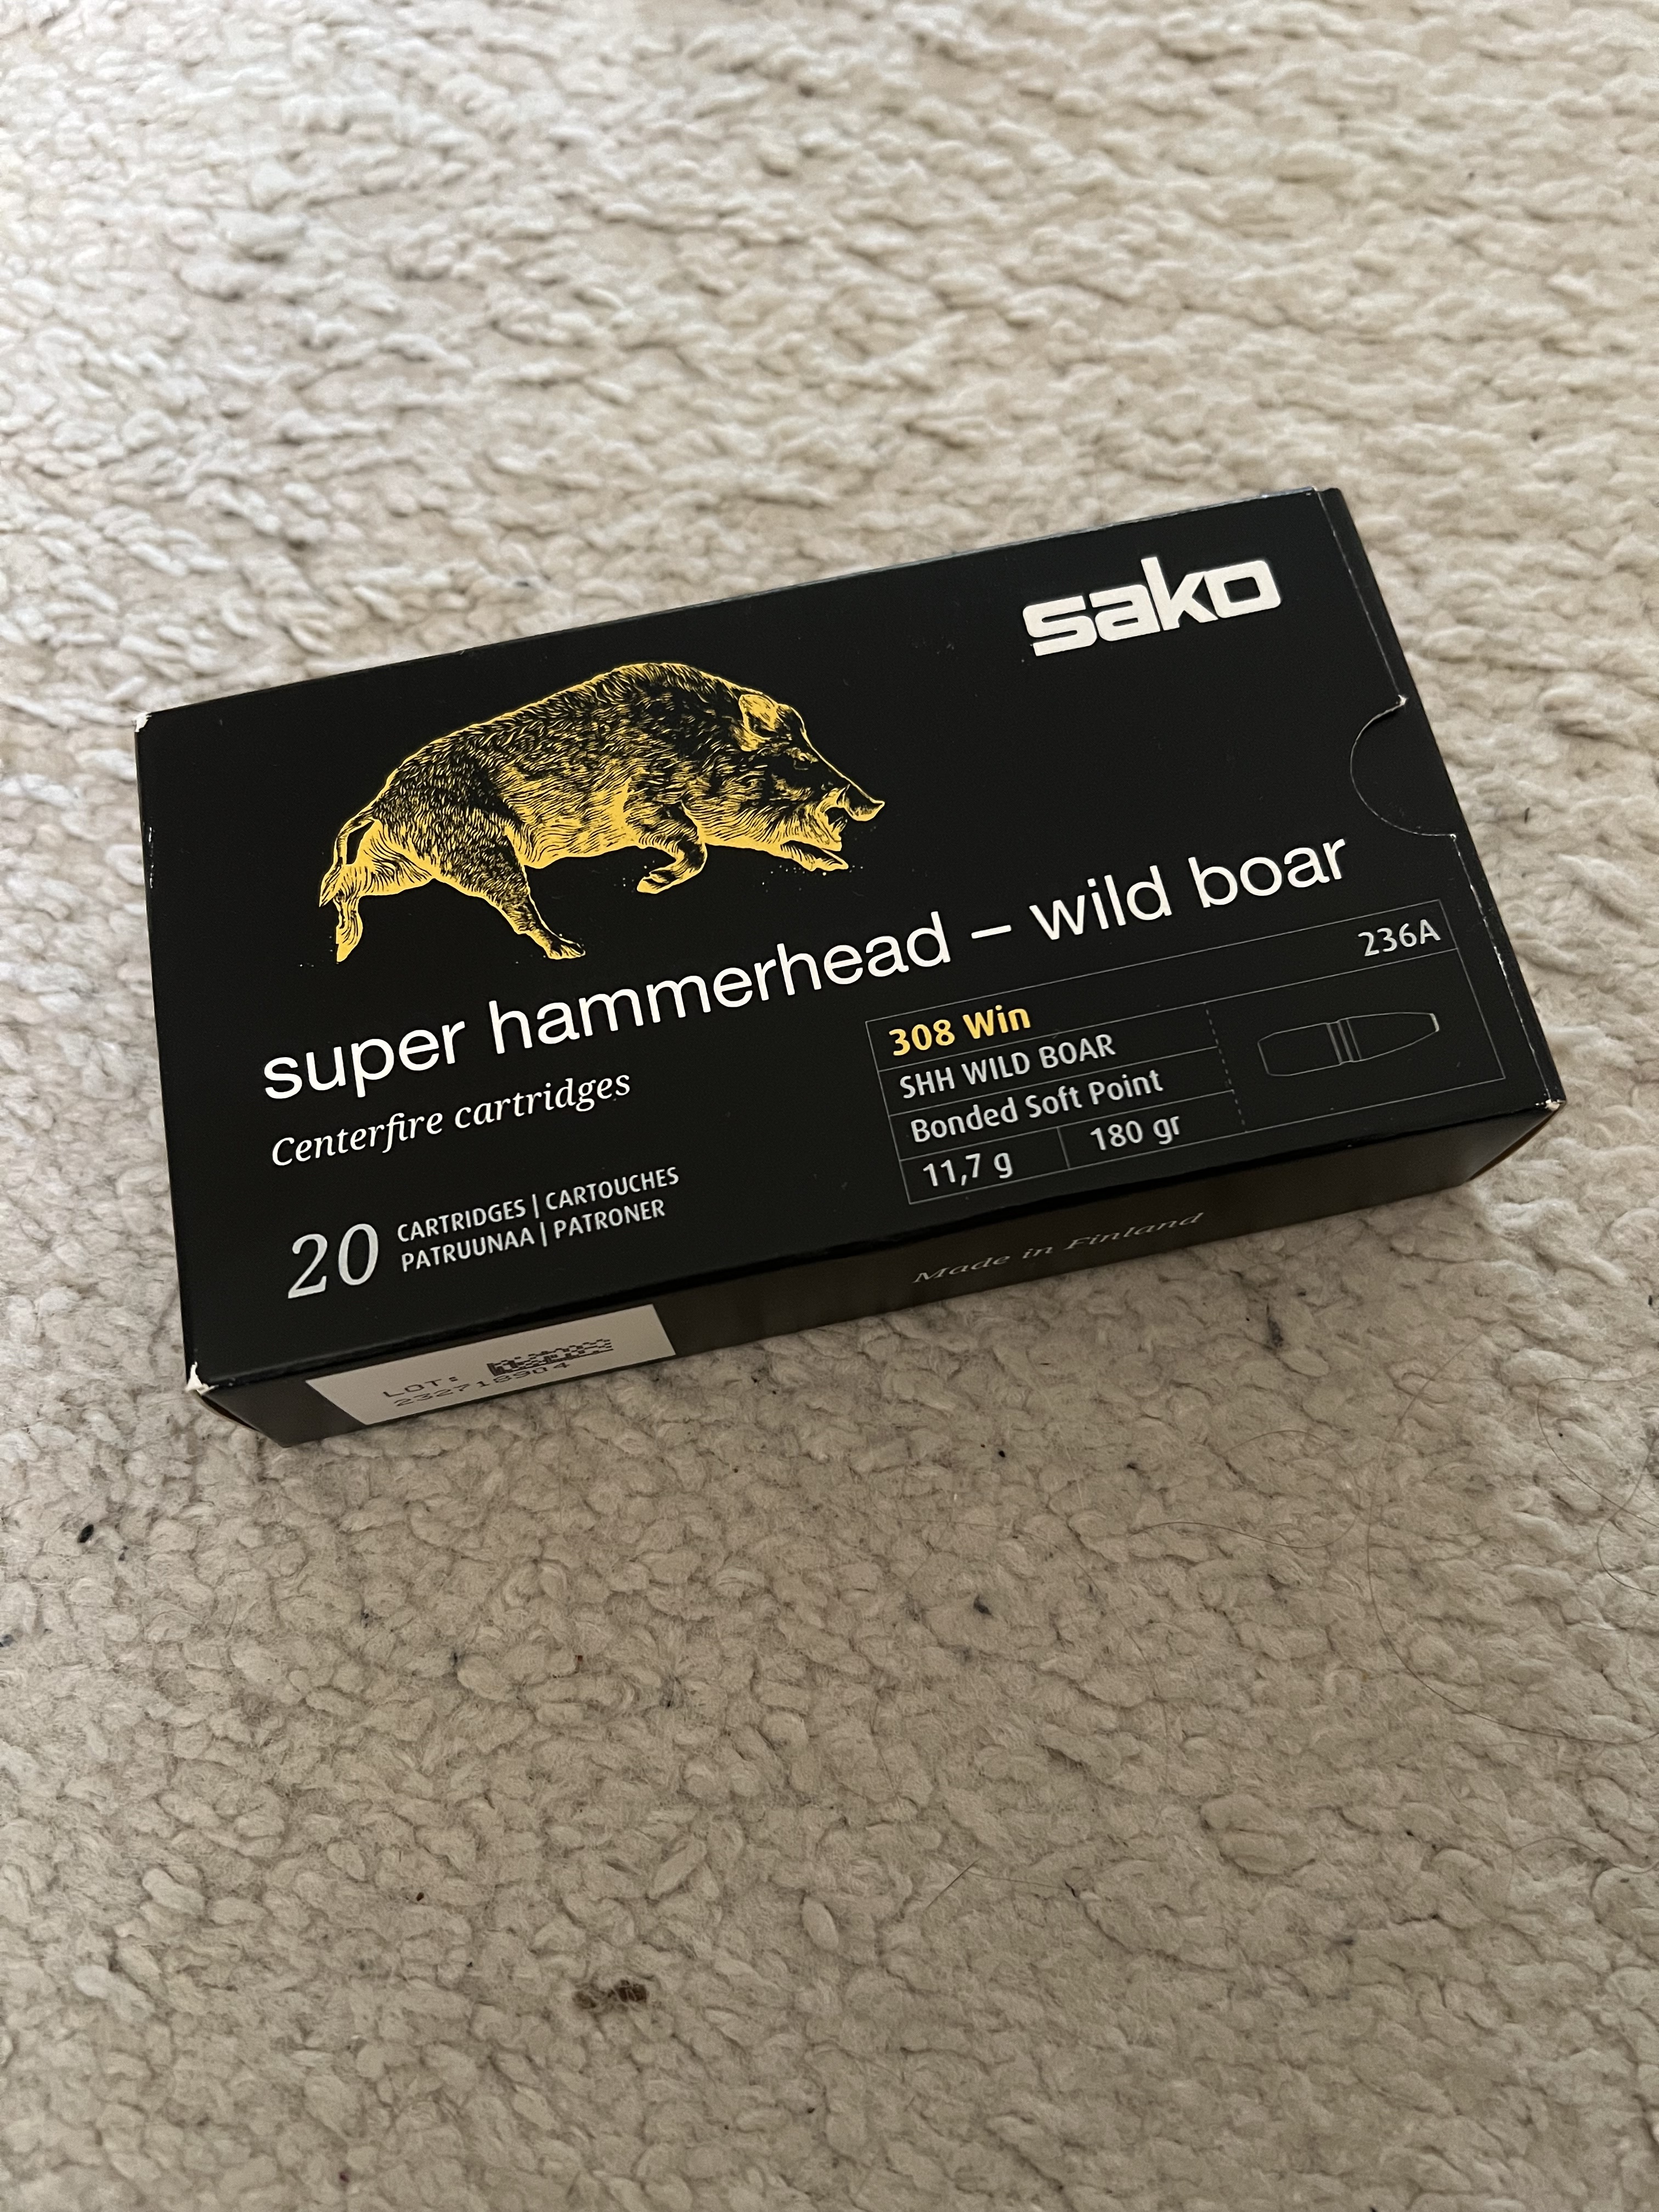 sako
super hammerhead – wild boar
Centerfire cartridges
20
CARTRIDGES | CARTOUCHES
PATRUUNAA | PATRONER
236A
308 Win
SHH WILD BOAR
Bonded Soft Point
11,7 g
180 gr
Made in Finland
LOT: